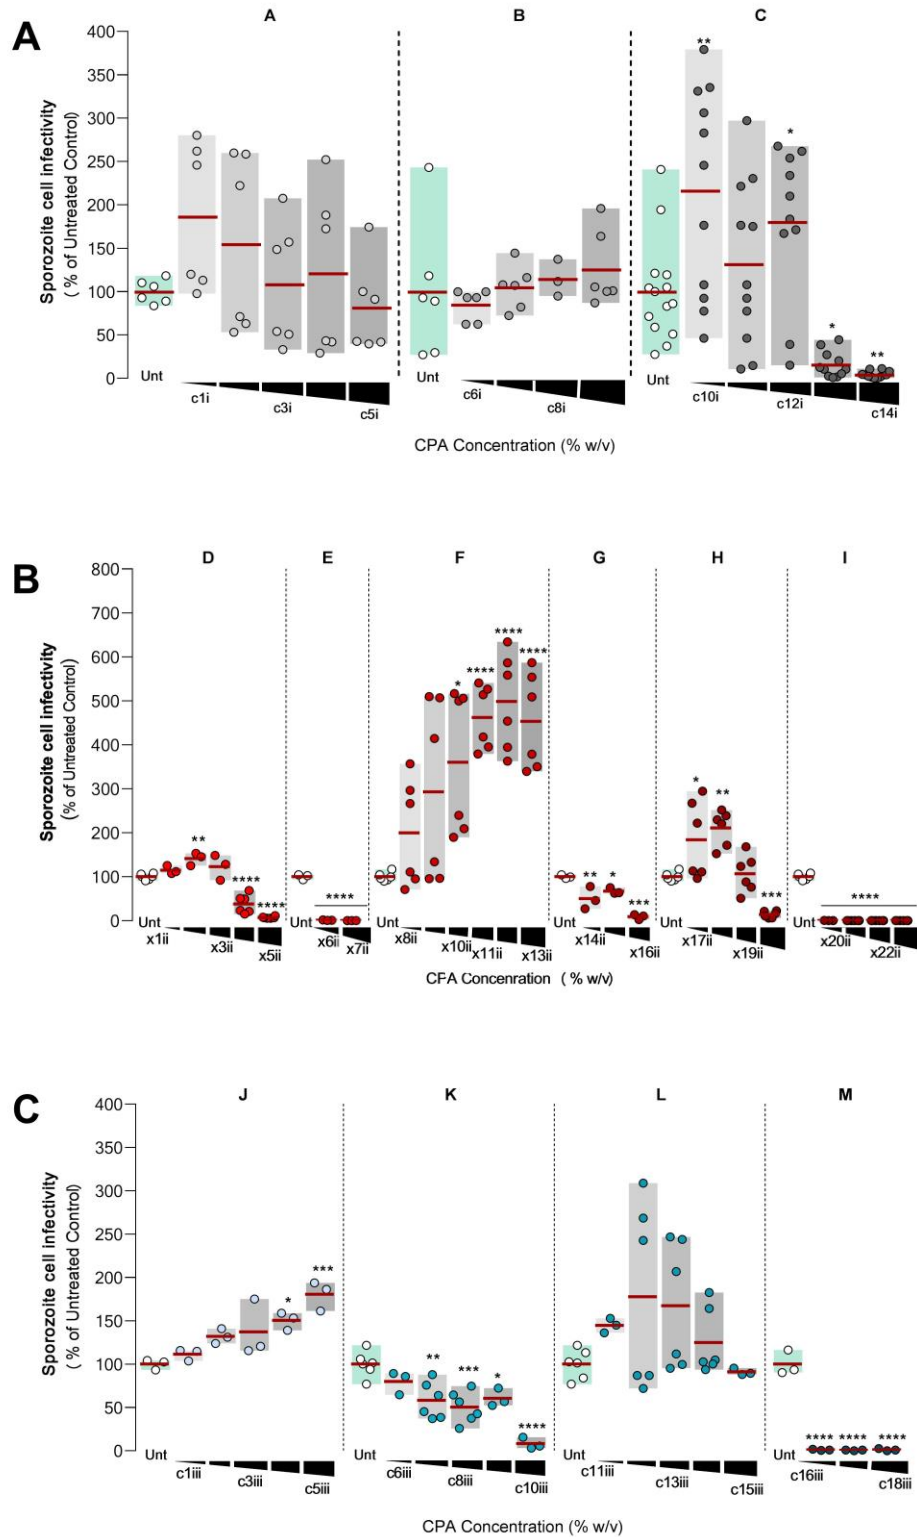 A
A B C
Sporozoite cell infectivity
( % of Untreated Control)
400
350
300
250
200
150
100
50
0
** * * **
Unt c1i c3i c5i Unt c6i c8i Unt c10i c12i c14i
CPA Concentration (% w/v)
B
D E F G H I
Sporozoite cell infectivity
(% of Untreated Control)
800
700
600
500
400
300
200
100
0
** **** **** **** * **** **** **** ** * *** * ** *** ****
Unt x1ii x3ii x5ii Unt x6ii x7ii Unt x8ii x10ii x11ii x13ii Unt x14ii x16ii Unt x17ii x19ii Unt x20ii x22ii
CPA Concenration ( % w/v)
C
J K L M
Sporozoite cell infectivity
( % of Untreated Control)
400
350
300
250
200
150
100
50
0
* *** ** *** * **** **** **** ****
Unt c1iii c3iii c5iii Unt c6iii c8iii c10iii Unt c11iii c13iii c15iii Unt c16iii c18iii
CPA Concentration (% w/v)